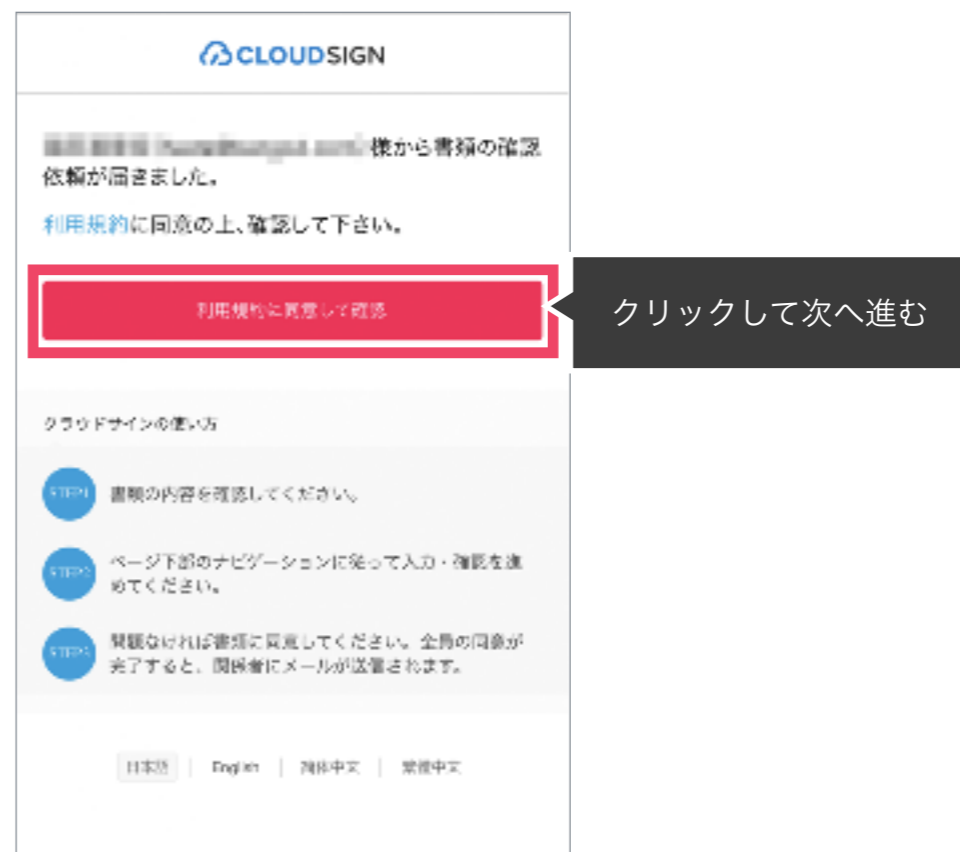 CLOUDSIGN
様から書類の確認
依頼が届きました。
利用規約に同意の上、確認して下さい。
利用規約に同意して確認
クリックして次へ進む
クラウドサインの使い方
STEP1
書類の内容を確認してください。
STEP2
ページ下部のナビゲーションに従って入力・確認を進
めてください。
STEP3
問題なければ書類に同意してください。全員の同意が
完了すると、関係者にメールが送信されます。
日本語 | English | 简体中文 | 繁體中文